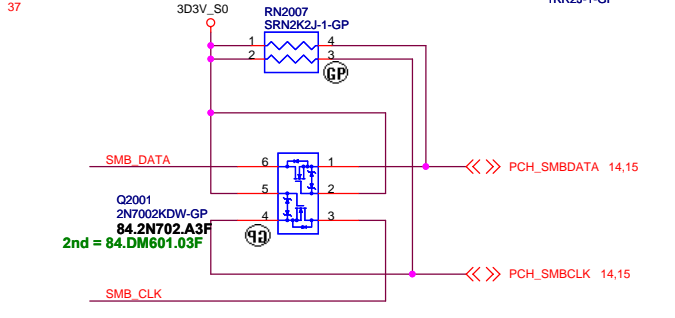 37
3D3V_S0
RN2007
SRN2K2J-1-GP
1
4
2
3
GP
SMB_DATA
6
1
PCH_SMBDATA 14,15
5
2
Q2001
2N7002KDW-GP
4
3
84.2N702.A3F
GP
2nd = 84.DM601.03F
PCH_SMBCLK 14,15
SMB_CLK